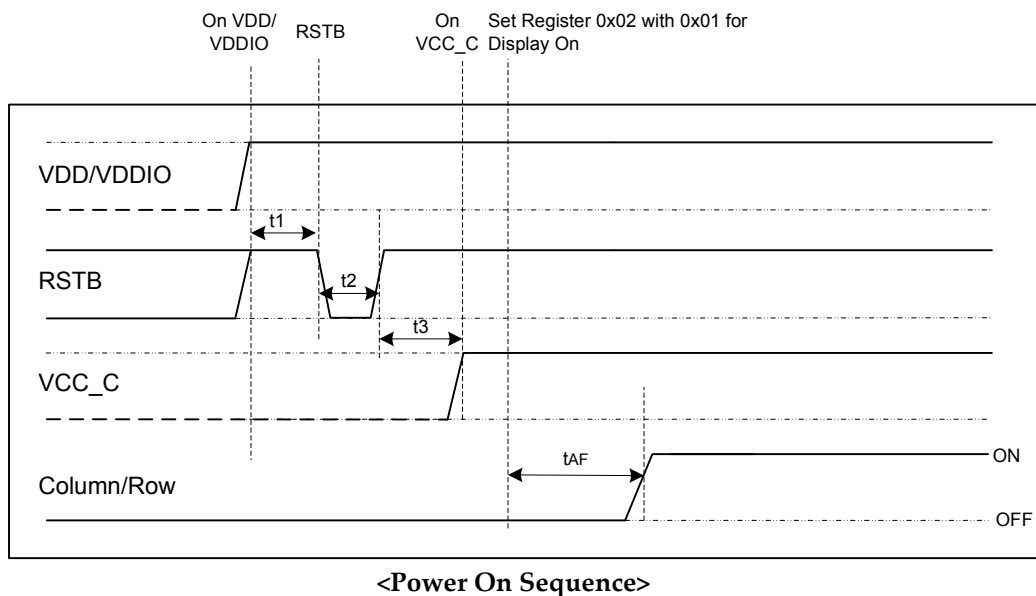 On VDD/
VDDIO
RSTB
On
VCC_C
Set Register 0x02 with 0x01 for
Display On
VDD/VDDIO
t1
RSTB
t2
t3
VCC_C
tAF
ON
Column/Row
OFF
<Power On Sequence>